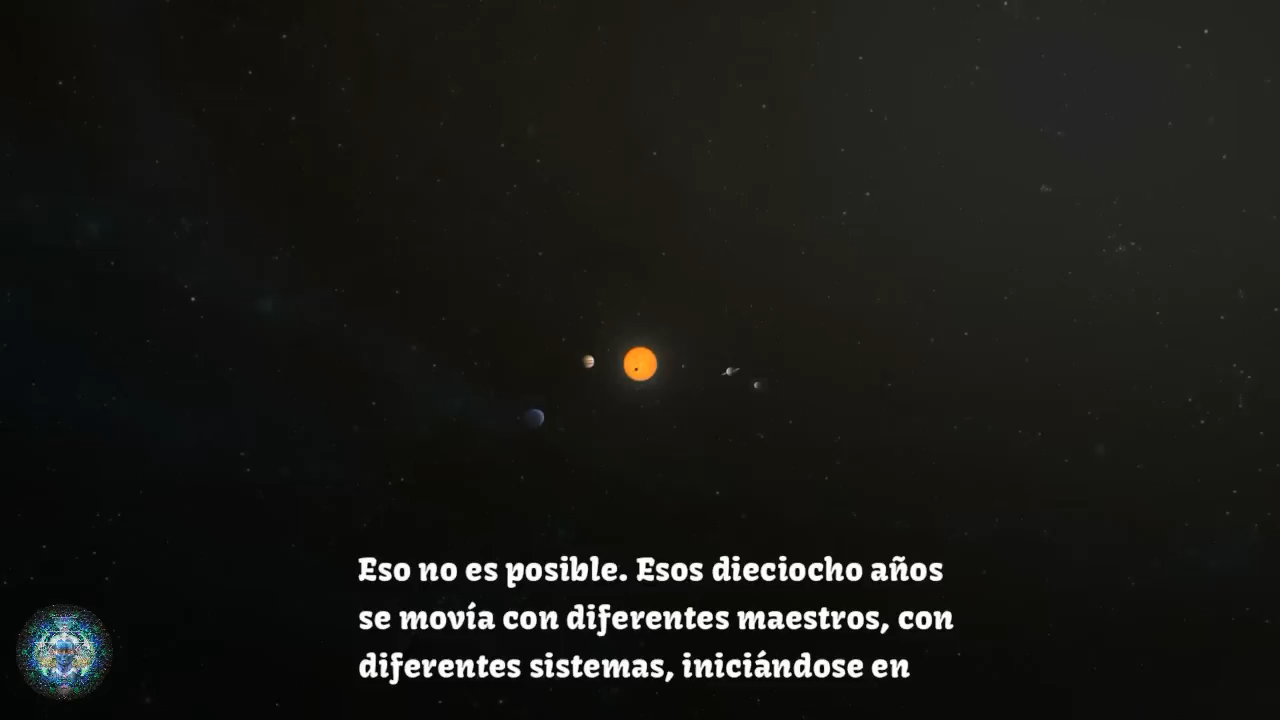 Eso no es posible. Esos dieciocho años
se movía con diferentes maestros, con
diferentes sistemas, iniciándose en